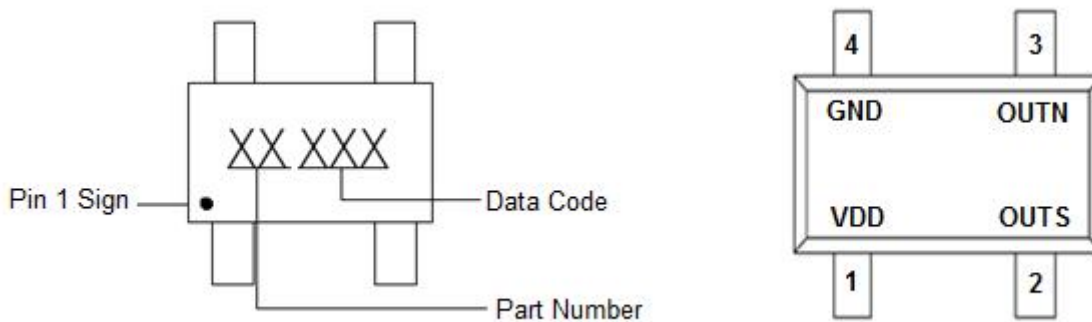 4 3
GND OUTN
XX XXX
Pin 1 Sign
Data Code
VDD OUTS
1 2
Part Number